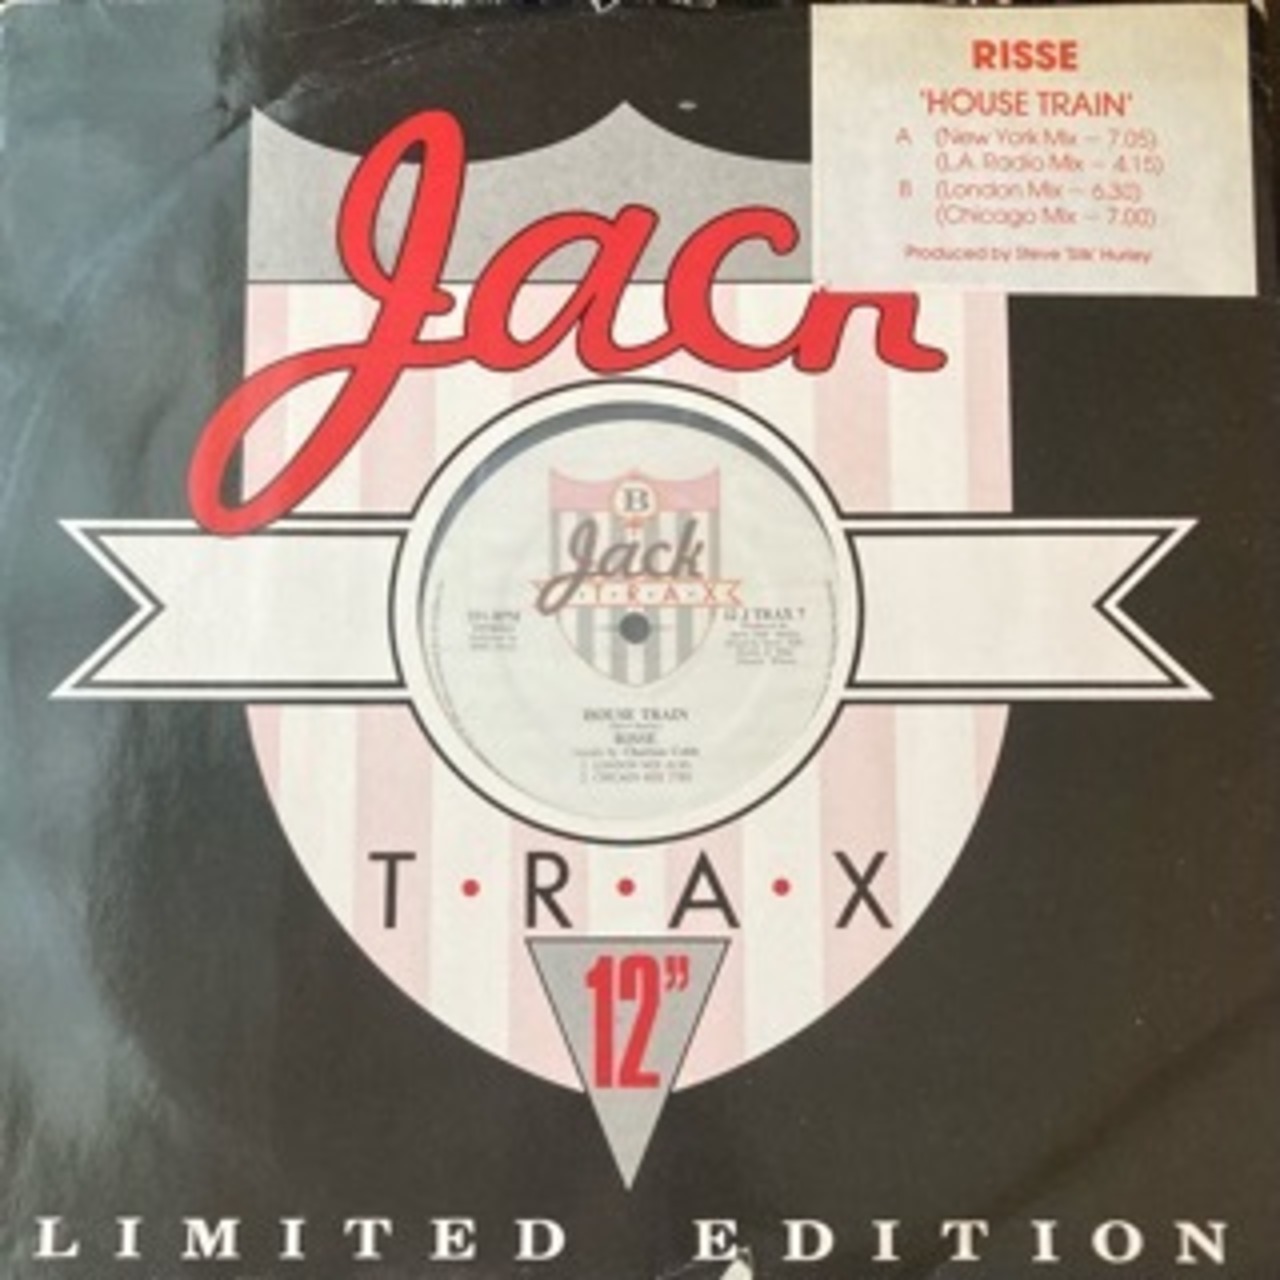 RISSE
'HOUSE TRAIN'
A (New York Mix – 7.05)
(L.A. Radio Mix – 4.15)
B (London Mix – 6.30)
(Chicago Mix – 7.00)
Produced by Steve 'Silk' Hurley
Jack
B
Jack
T·R·A·X
12 J TRAX 7
HOUSE TRAIN
RISSE
T·R·A·X
12”
LIMITED EDITION